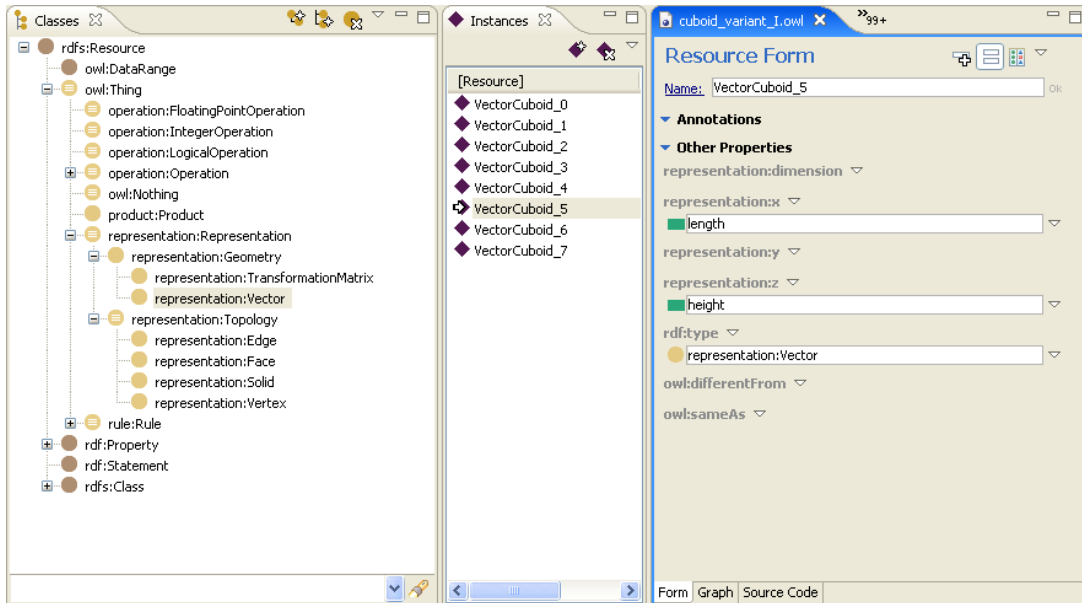 Classes
rdfs:Resource
owl:DataRange
owl:Thing
operation:FloatingPointOperation
operation:IntegerOperation
operation:LogicalOperation
operation:Operation
owl:Nothing
product:Product
representation:Representation
representation:Geometry
representation:TransformationMatrix
representation:Vector
representation:Topology
representation:Edge
representation:Face
representation:Solid
representation:Vertex
rule:Rule
rdf:Property
rdf:Statement
rdfs:Class
Instances
[Resource]
VectorCuboid_0
VectorCuboid_1
VectorCuboid_2
VectorCuboid_3
VectorCuboid_4
VectorCuboid_5
VectorCuboid_6
VectorCuboid_7
cuboid_variant_I.owl »99+
Resource Form
Name: VectorCuboid_5 Ok
Annotations
Other Properties
representation:dimension
representation:x
length
representation:y
representation:z
height
rdf:type
representation:Vector
owl:differentFrom
owl:sameAs
Form Graph Source Code